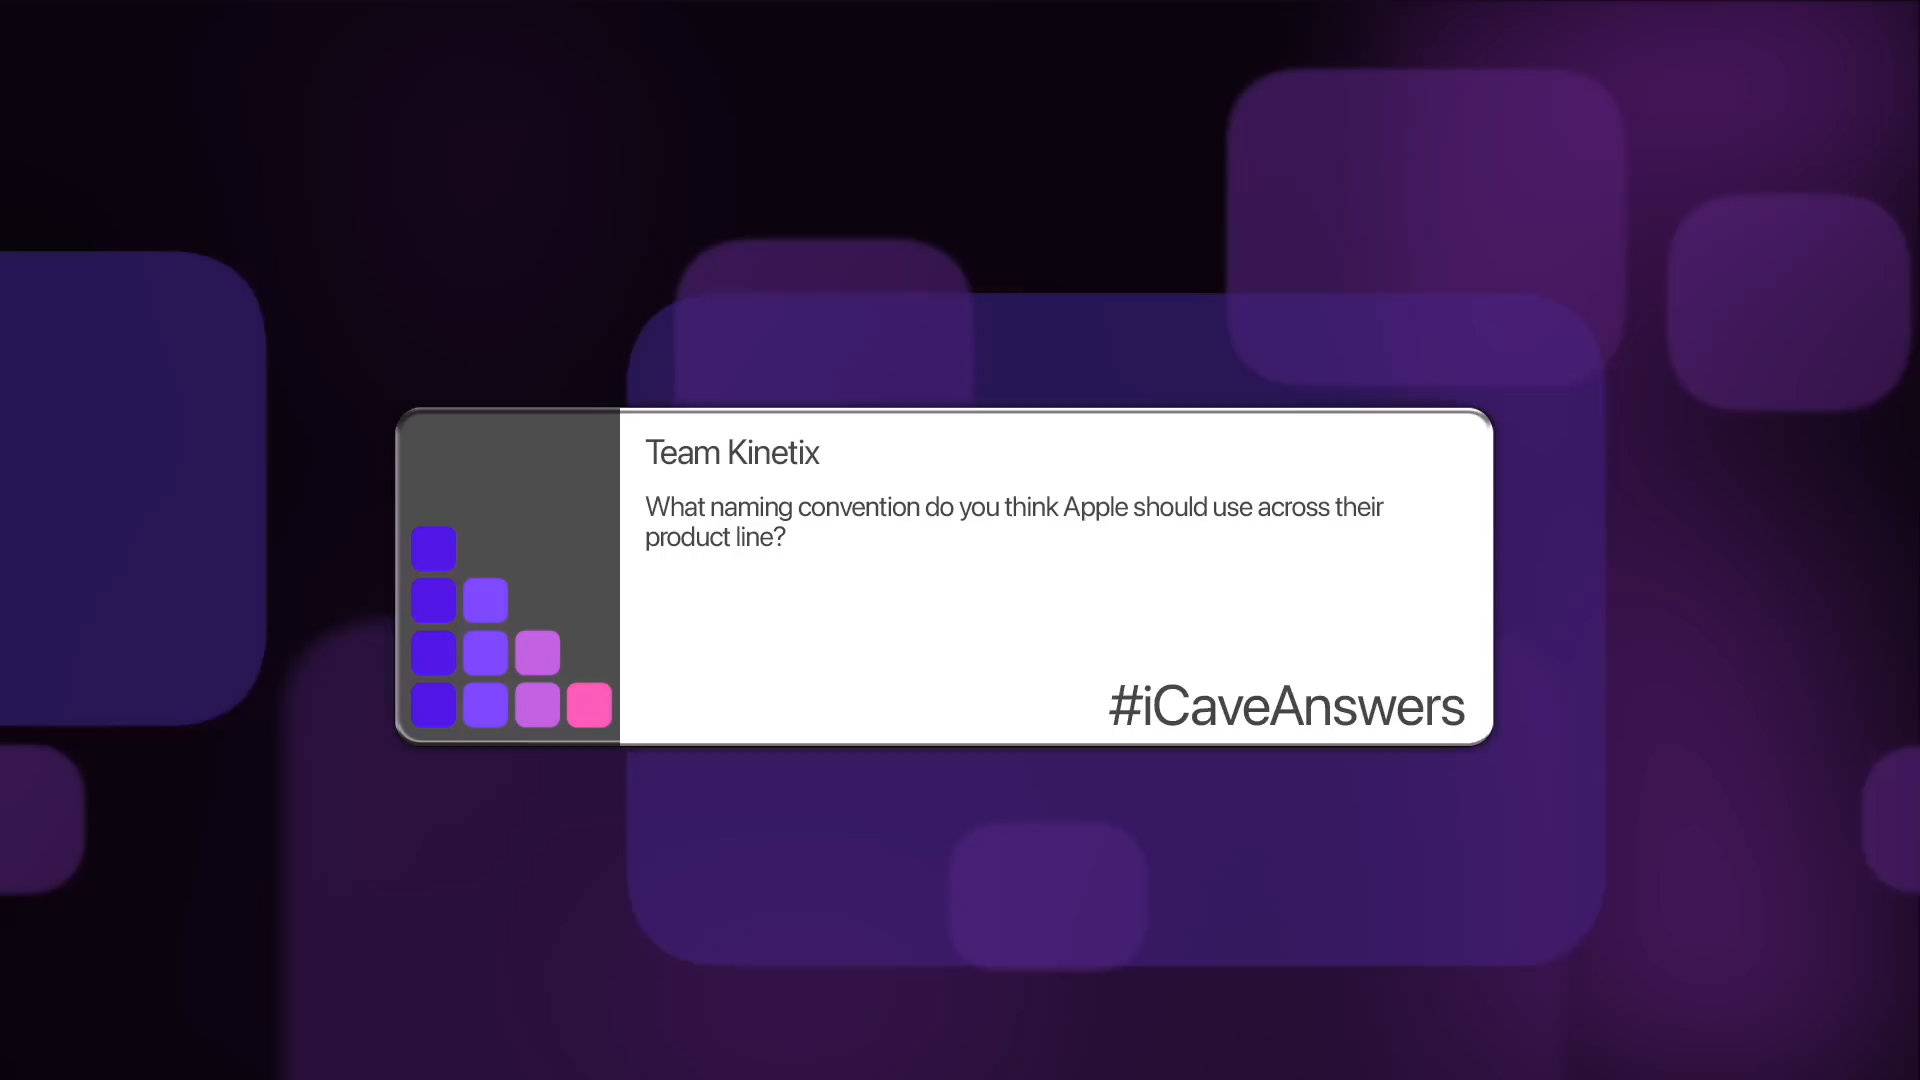 Team Kinetix
What naming convention do you think Apple should use across their
product line?
#iCaveAnswers